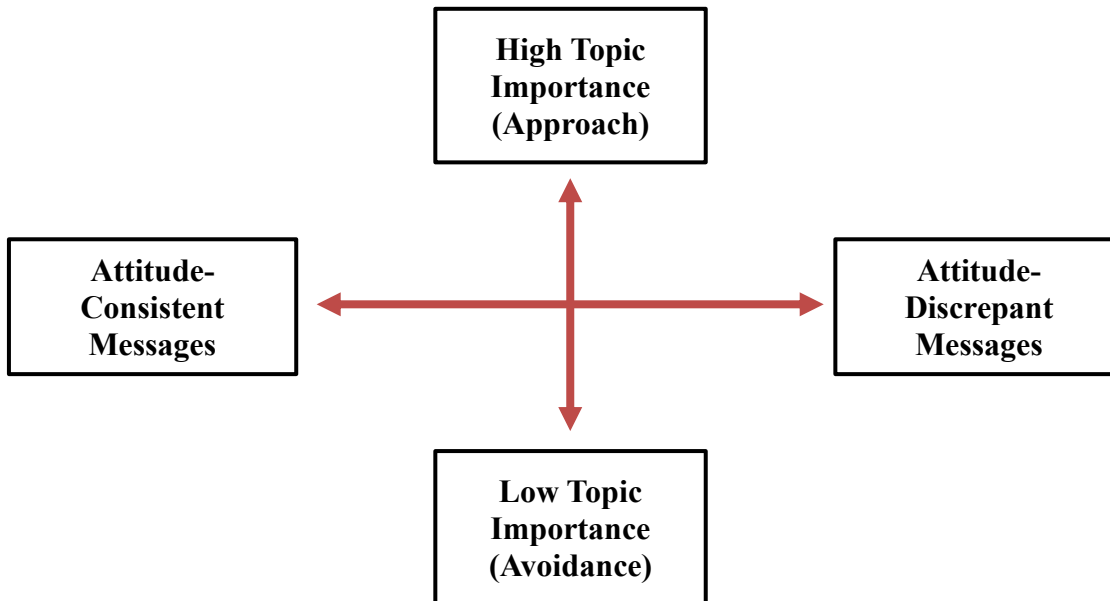 High Topic
Importance
(Approach)
Attitude-
Consistent
Messages
Attitude-
Discrepant
Messages
Low Topic
Importance
(Avoidance)